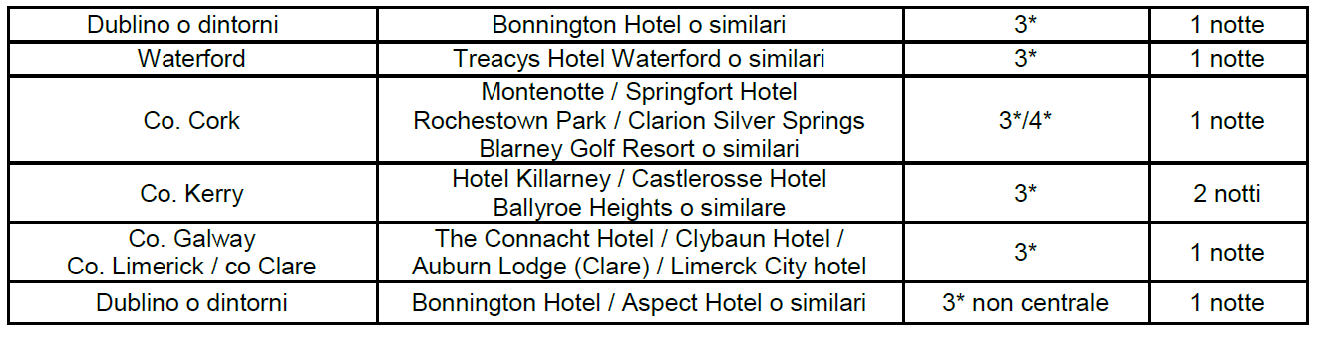 Dublino o dintorni Bonnington Hotel o similari 3* 1 notte
Waterford Treacys Hotel Waterford o similari 3* 1 notte
Montenotte / Springfort Hotel
Co. Cork Rochestown Park / Clarion Silver Springs 3*/4* 1 notte
Blarney Golf Resort o similari
Co. Kerry Hotel Killarney / Castlerosse Hotel 3* 2 notti
Ballyroe Heights o similare
Co. Galway The Connacht Hotel / Clybaun Hotel / 3* 1 notte
Co. Limerick / co Clare Auburn Lodge (Clare) / Limerck City hotel
Dublino o dintorni Bonnington Hotel / Aspect Hotel o similari 3* non centrale 1 notte